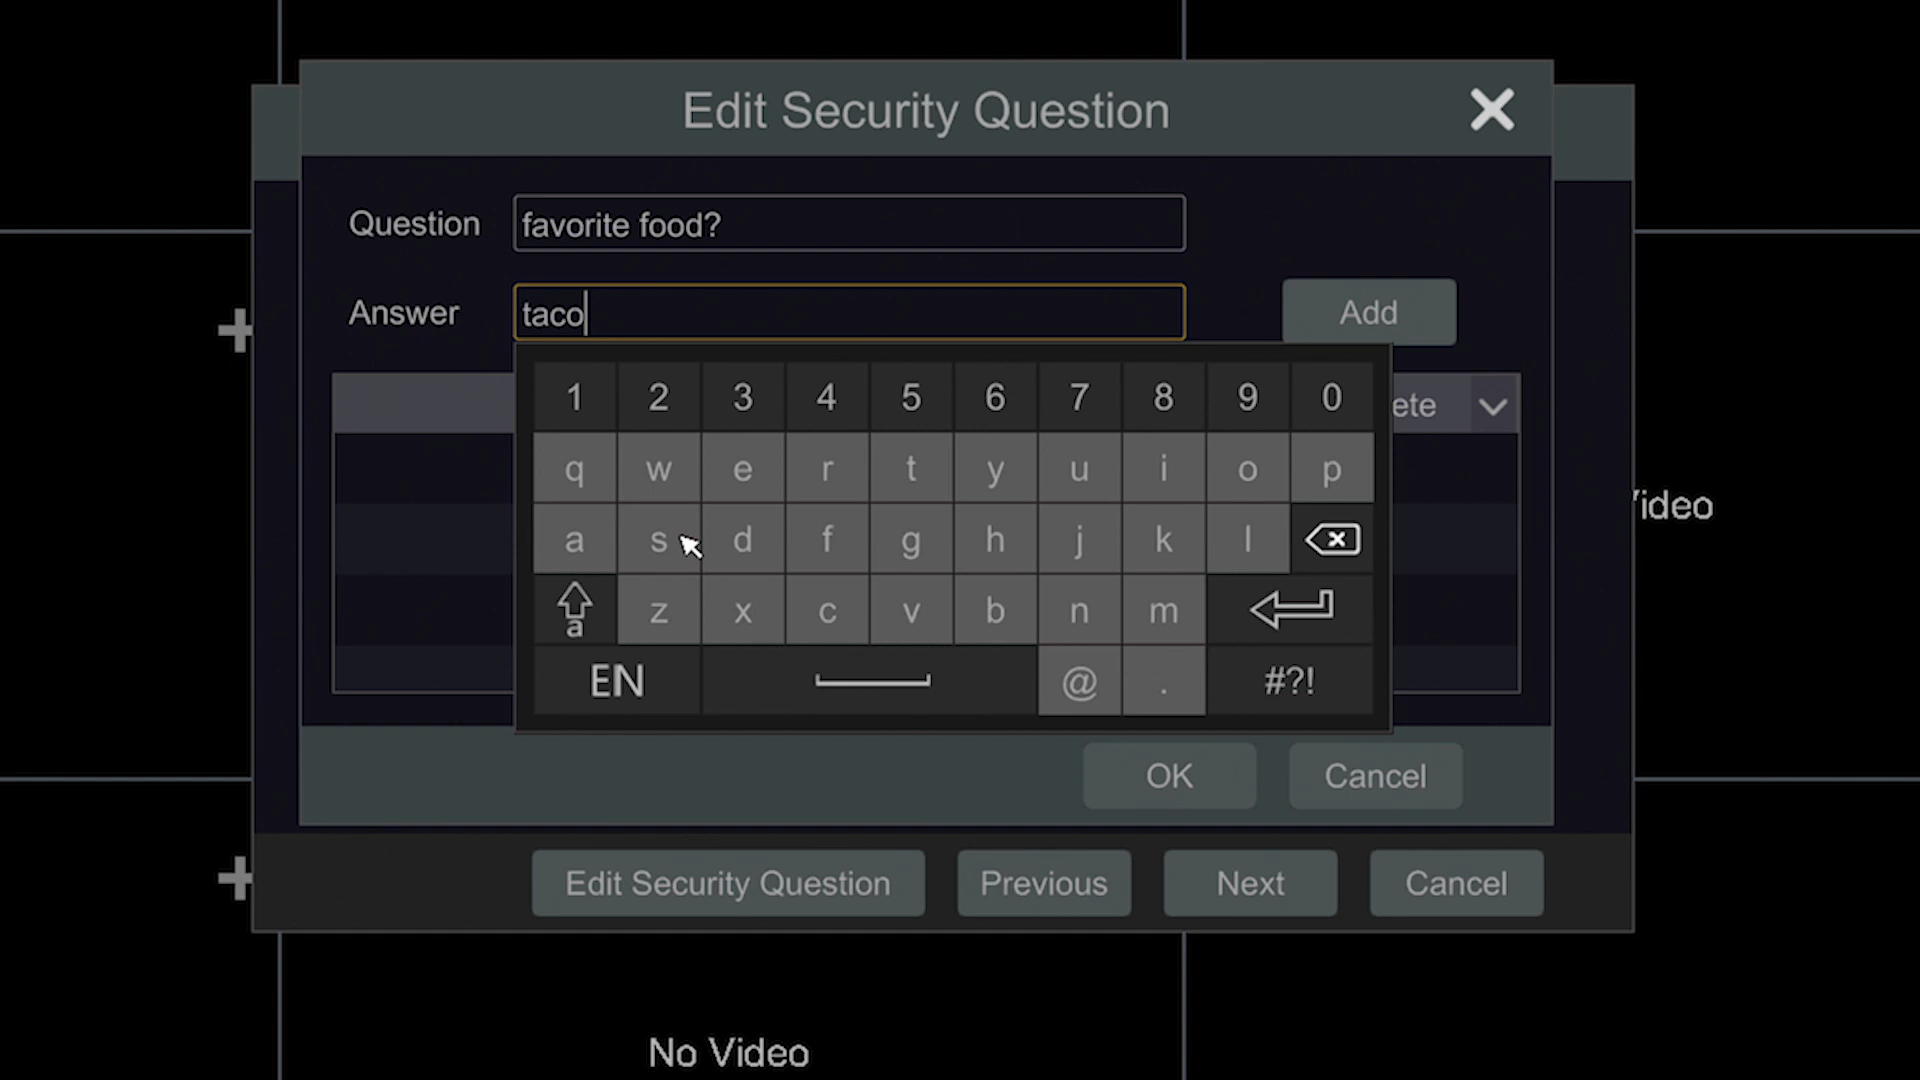 Edit Security Question
Question favorite food?
Answer taco Add
1 2 3 4 5 6 7 8 9 0
ete
q w e r t y u i o p
a s d f g h j k l
ideo
a z x c v b n m
EN @ . #?!
OK Cancel
Edit Security Question Previous Next Cancel
No Video